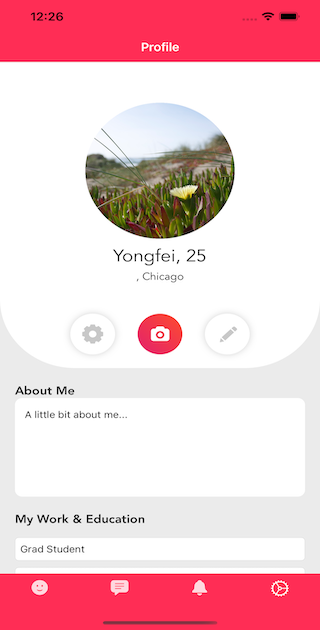 12:26
Profile
Yongfei, 25
, Chicago
About Me
A little bit about me...
My Work & Education
Grad Student